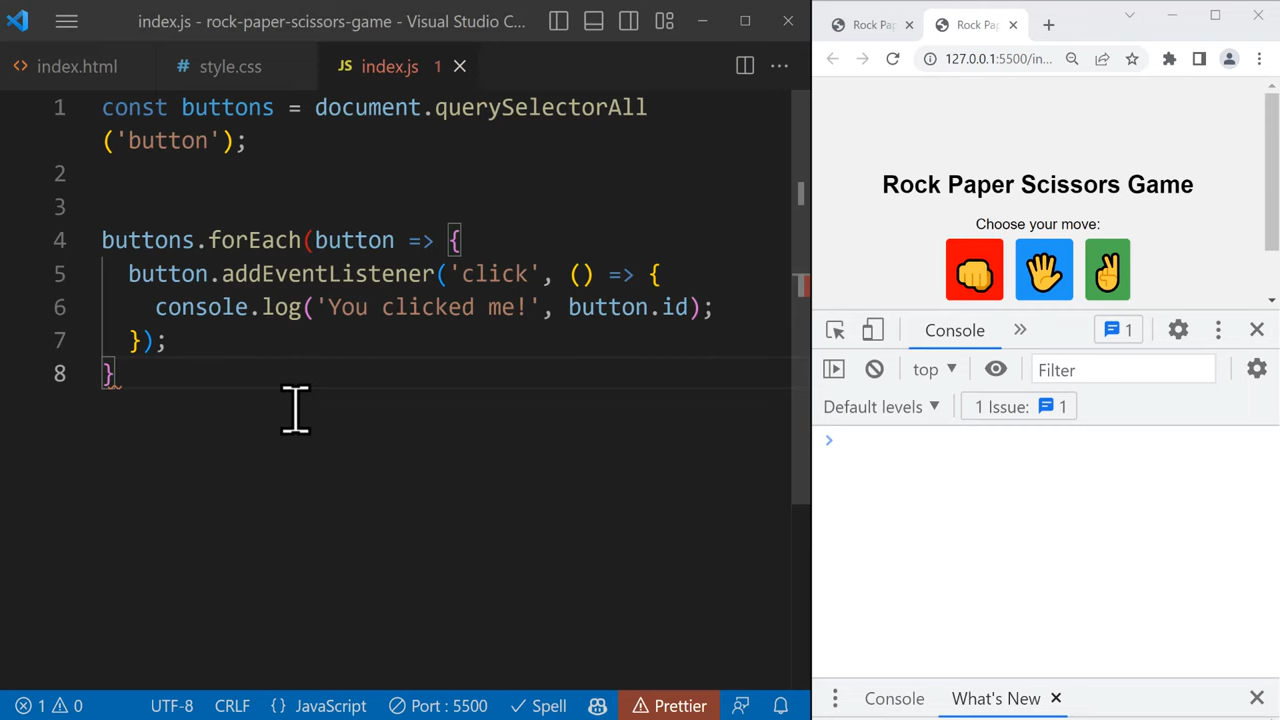 index.js - rock-paper-scissors-game - Visual Studio C...
index.html
style.css
JS index.js 1
1 const buttons = document.querySelectorAll
('button');
2
3
4 buttons.forEach(button => {
5 button.addEventListener('click', () => {
6 console.log('You clicked me!', button.id);
7 });
8 }
1 0 UTF-8 CRLF { } JavaScript Port : 5500 Spell Prettier
Rock Pap
Rock Pap
127.0.0.1:5500/in...
Rock Paper Scissors Game
Choose your move:
Console
1
top
Filter
Default levels
1 Issue: 1
Console
What's New